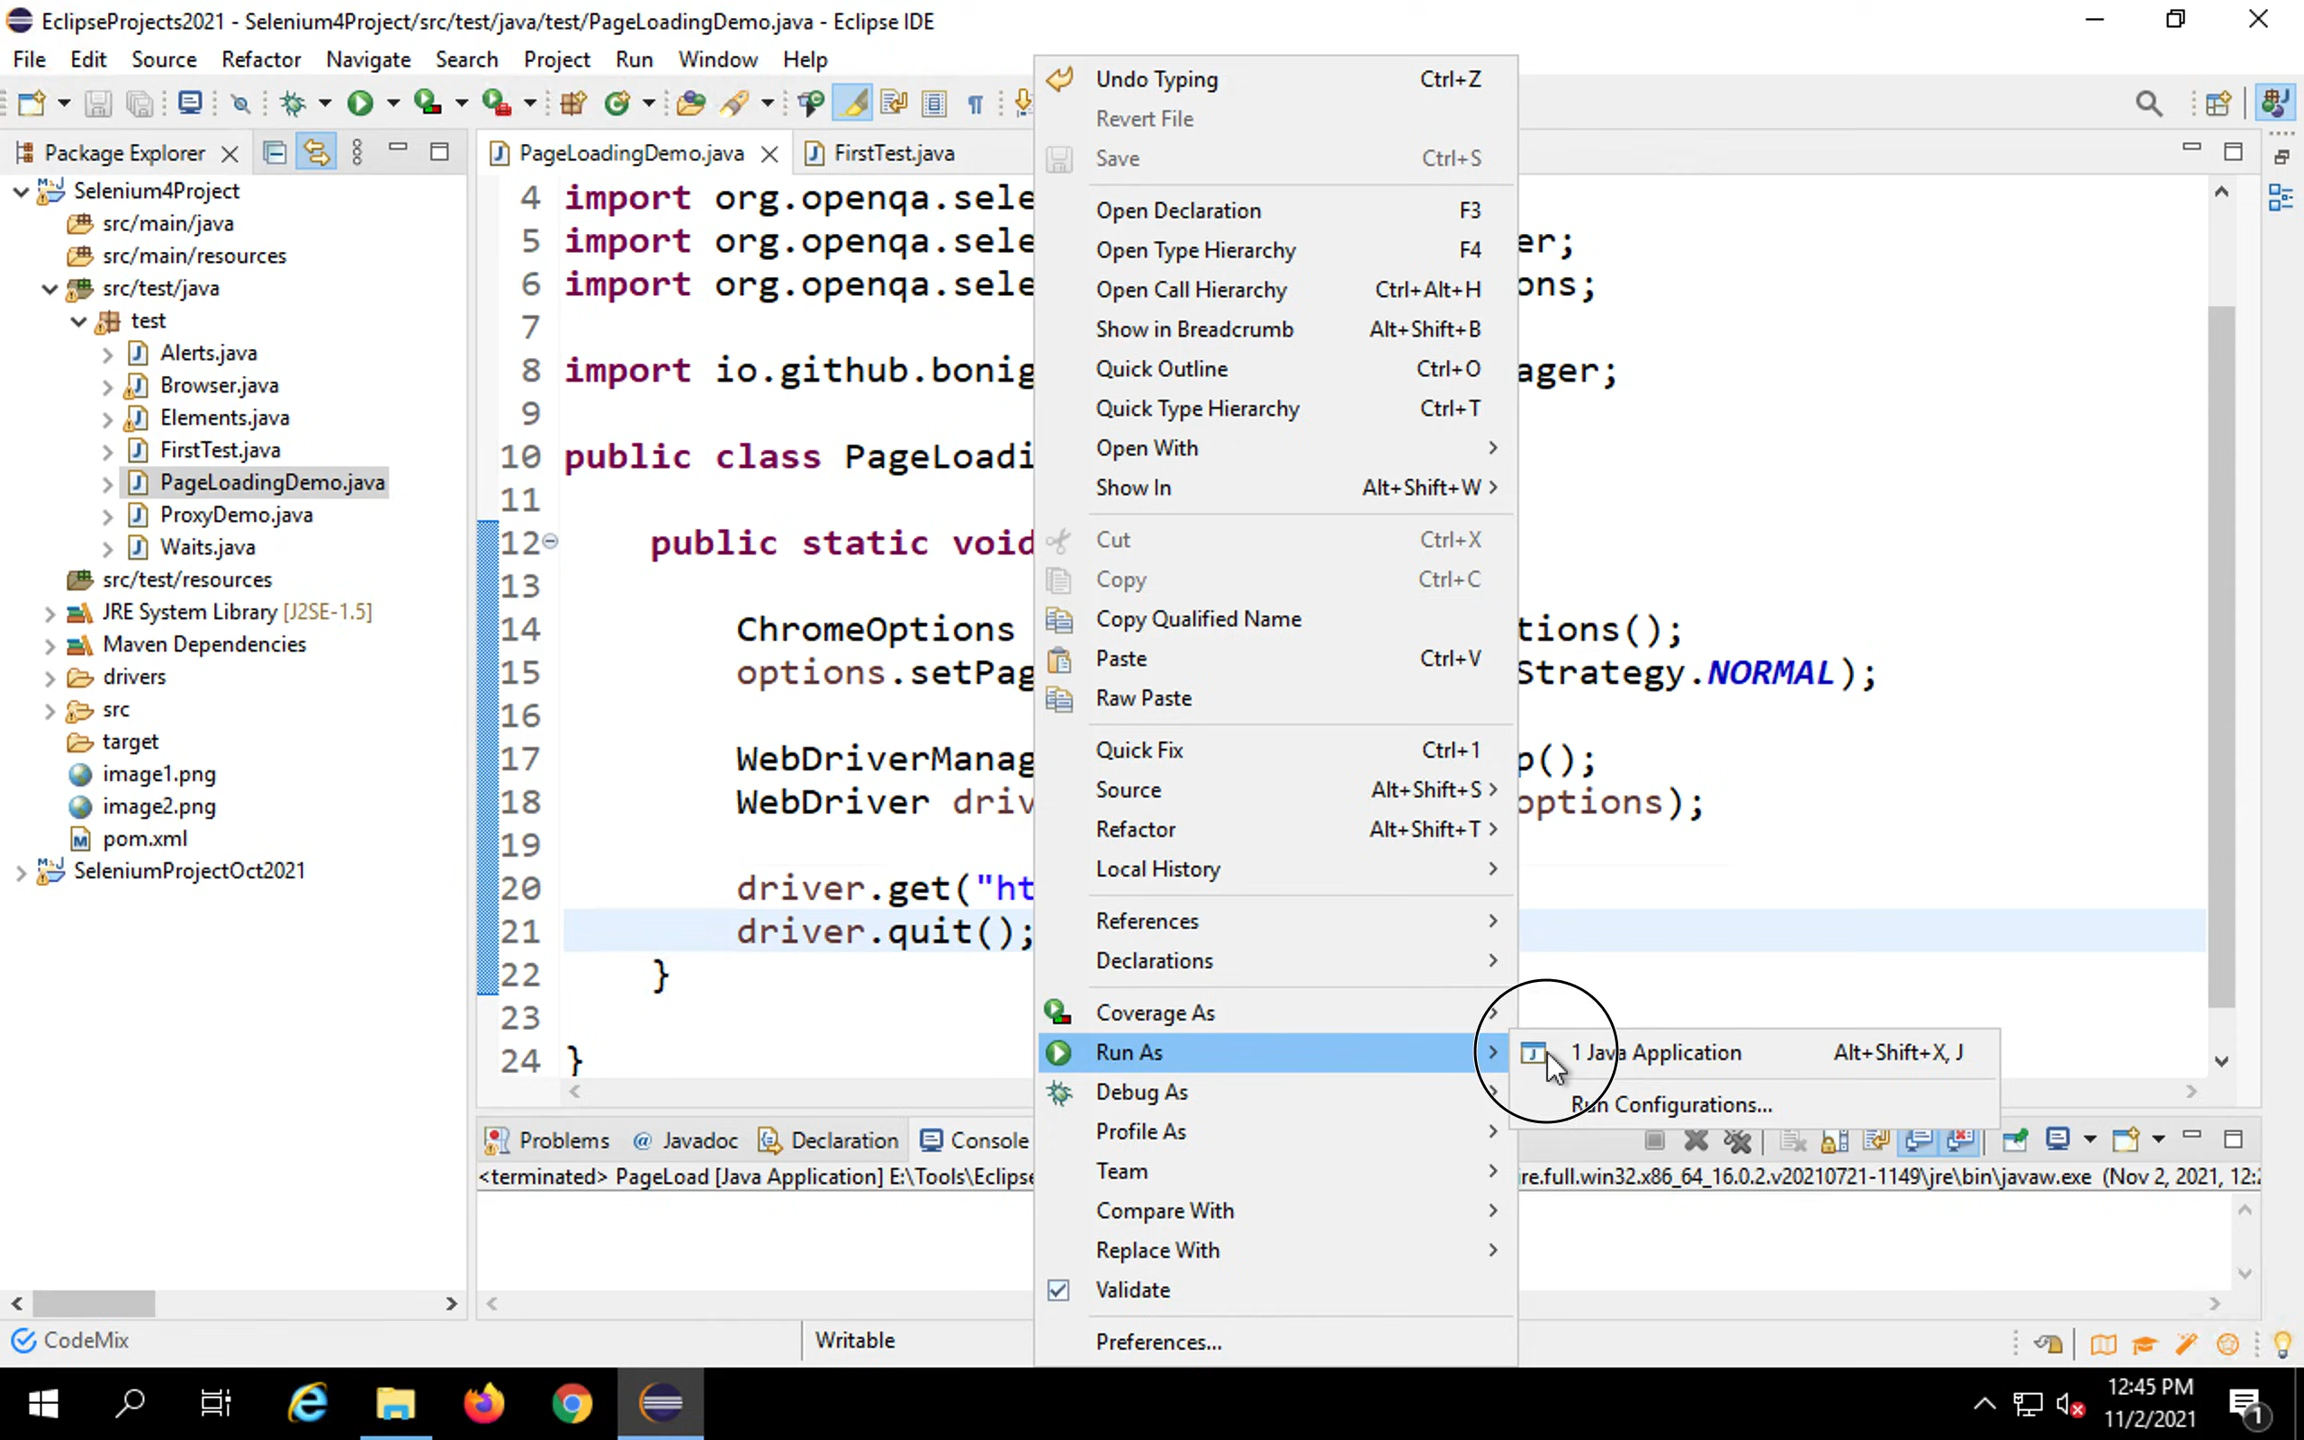 EclipseProjects2021 - Selenium4Project/src/test/java/test/PageLoadingDemo.java - Eclipse IDE
File Edit Source Refactor Navigate Search Project Run Window Help
Package Explorer
Selenium4Project
src/main/java
src/main/resources
src/test/java
test
Alerts.java
Browser.java
Elements.java
FirstTest.java
PageLoadingDemo.java
ProxyDemo.java
Waits.java
src/test/resources
JRE System Library [J2SE-1.5]
Maven Dependencies
drivers
src
target
image1.png
image2.png
pom.xml
SeleniumProjectOct2021
PageLoadingDemo.java FirstTest.java
4 import org.openqa.sele
5 import org.openqa.sele er;
6 import org.openqa.sele ons;
7
8 import io.github.bonig ager;
9
10 public class PageLoadi
11
12 public static void
13
14 ChromeOptions tions();
15 options.setPag Strategy.NORMAL);
16
17 WebDriverManag p();
18 WebDriver driv options);
19
20 driver.get("ht
21 driver.quit();
22 }
23
24 }
Undo Typing Ctrl+Z
Revert File
Save Ctrl+S
Open Declaration F3
Open Type Hierarchy F4
Open Call Hierarchy Ctrl+Alt+H
Show in Breadcrumb Alt+Shift+B
Quick Outline Ctrl+O
Quick Type Hierarchy Ctrl+T
Open With
Show In Alt+Shift+W
Cut Ctrl+X
Copy Ctrl+C
Copy Qualified Name
Paste Ctrl+V
Raw Paste
Quick Fix Ctrl+1
Source Alt+Shift+S
Refactor Alt+Shift+T
Local History
References
Declarations
Coverage As
Run As
Debug As
Profile As
Team
Compare With
Replace With
Validate
Preferences...
1 Java Application Alt+Shift+X, J
Run Configurations...
Problems Javadoc Declaration Console
<terminated> PageLoad [Java Application] E:\Tools\Eclipse re.full.win32.x86_64_16.0.2.v20210721-1149\jre\bin\javaw.exe (Nov 2, 2021, 12:
CodeMix
Writable
12:45 PM
11/2/2021
1